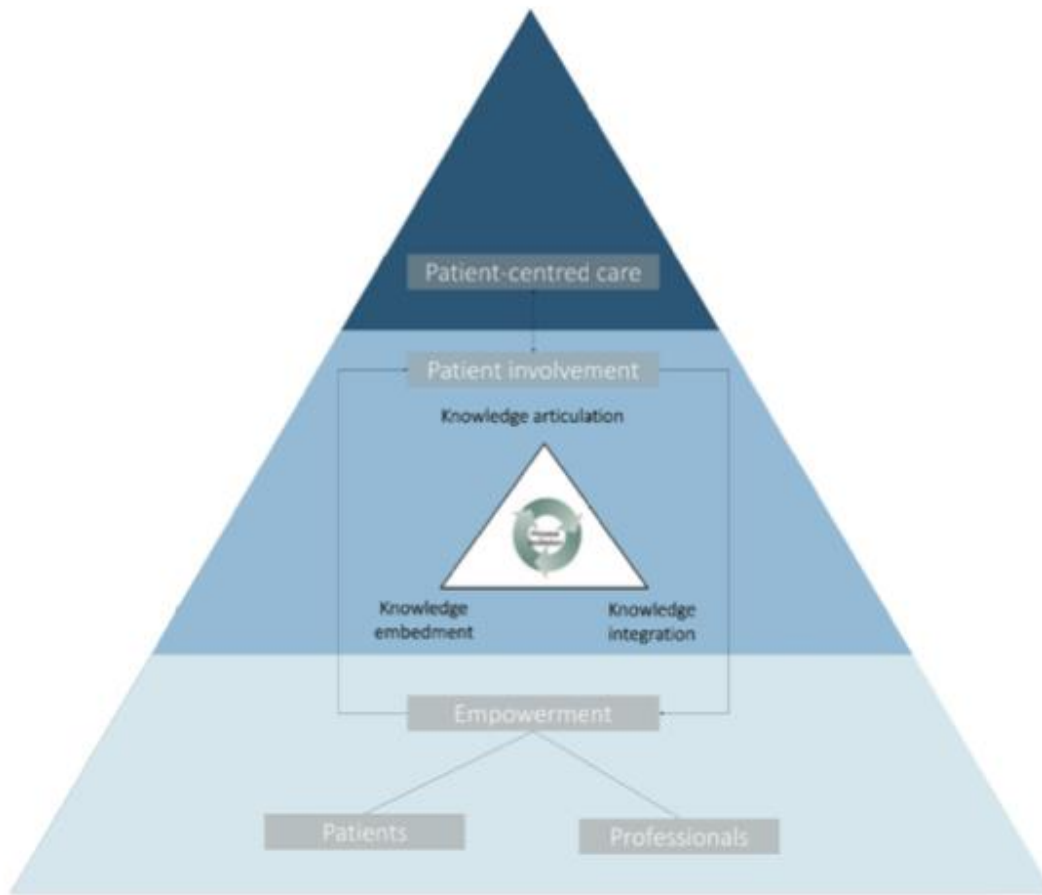 Patient-centred care
Patient involvement
Knowledge articulation
Knowledge
embedment
Knowledge
integration
Empowerment
Patients
Professionals